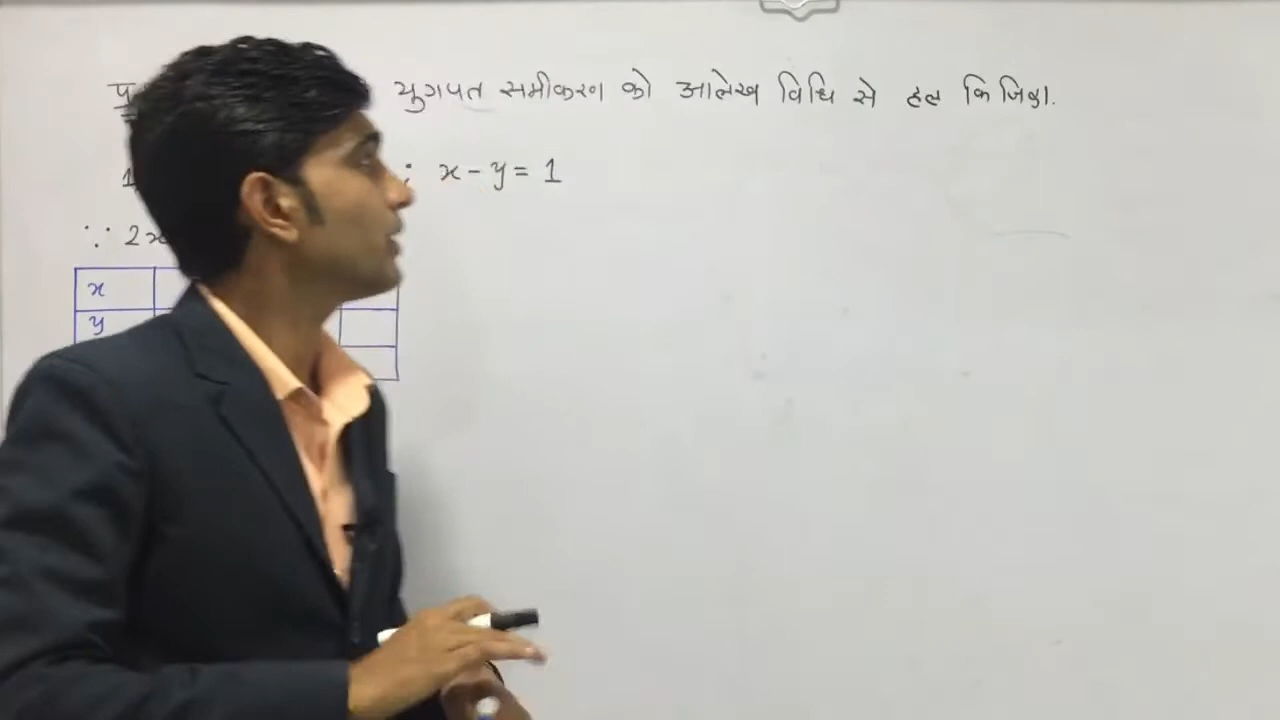 युगपत समीकरण को आलेख विधि से हल किजिए.
; x - y = 1
∵ 2x
x
y